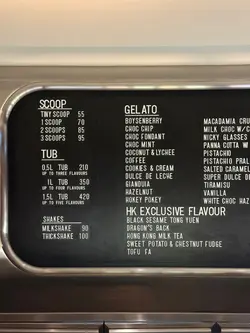 SCOOP
TINY SCOOP 55
1 SCOOP 70
2 SCOOPS 85
3 SCOOPS 95
TUB
0.5L TUB 210
UP TO THREE FLAVOURS
1L TUB 350
UP TO FOUR FLAVOURS
1.5L TUB 420
UP TO FIVE FLAVOURS
SHAKES
MILKSHAKE 90
THICKSHAKE 100
GELATO
BOYSENBERRY
CHOC CHIP
CHOC FONDANT
CHOC MINT
COCONUT & LYCHEE
COFFEE
COOKIES & CREAM
DULCE DE LECHE
GIANDUIA
HAZELNUT
HOKEY POKEY
MACADAMIA CRU
MILK CHOC W/C
NICKY GLASSES
PANNA COTTA W
PISTACHIO
PISTACHIO PRAL
SALTED CARAMEL
SUPER DULCE DE
TIRAMISU
VANILLA
WHITE CHOC HAZ
HK EXCLUSIVE FLAVOUR
BLACK SESAME TONG YUEN
DRAGON'S BACK
HONG KONG MILK TEA
SWEET POTATO & CHESTNUT FUDGE
TOFU FA